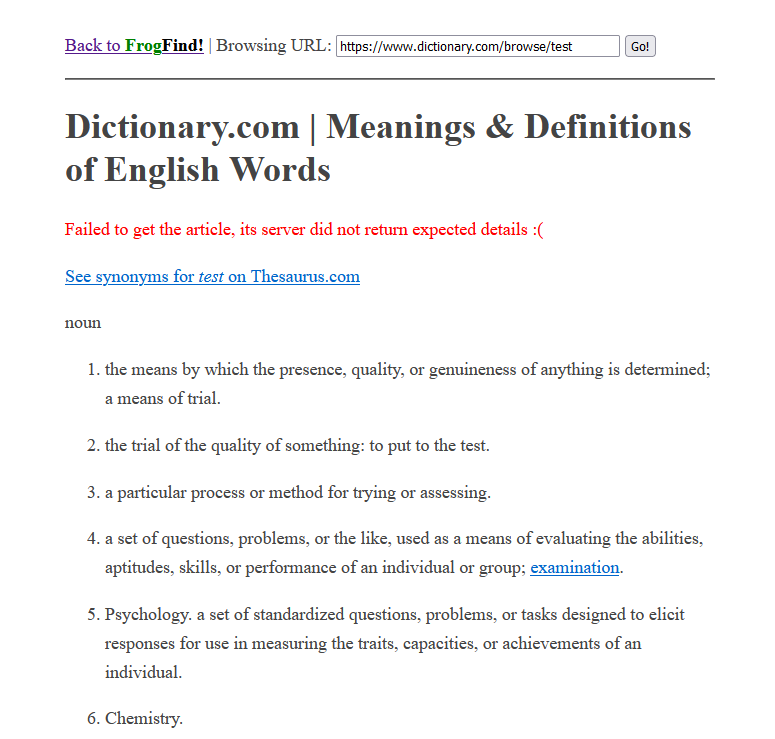 Back to FrogFind! | Browsing URL: https://www.dictionary.com/browse/test Go!
Dictionary.com | Meanings & Definitions
of English Words
Failed to get the article, its server did not return expected details :(
See synonyms for test on Thesaurus.com
noun
1. the means by which the presence, quality, or genuineness of anything is determined;
a means of trial.
2. the trial of the quality of something: to put to the test.
3. a particular process or method for trying or assessing.
4. a set of questions, problems, or the like, used as a means of evaluating the abilities,
aptitudes, skills, or performance of an individual or group; examination.
5. Psychology. a set of standardized questions, problems, or tasks designed to elicit
responses for use in measuring the traits, capacities, or achievements of an
individual.
6. Chemistry.